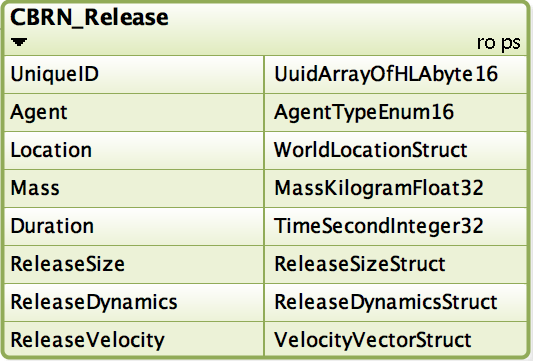 CBRN_Release
ro ps
UniqueID UuidArrayOfHLAbyte16
Agent AgentTypeEnum16
Location WorldLocationStruct
Mass MassKilogramFloat32
Duration TimeSecondInteger32
ReleaseSize ReleaseSizeStruct
ReleaseDynamics ReleaseDynamicsStruct
ReleaseVelocity VelocityVectorStruct